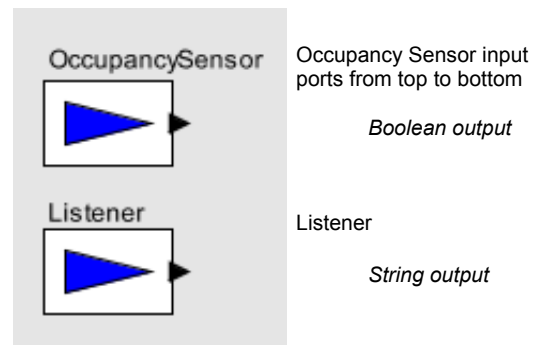 OccupancySensor
Occupancy Sensor input
ports from top to bottom
Boolean output
Listener
Listener
String output